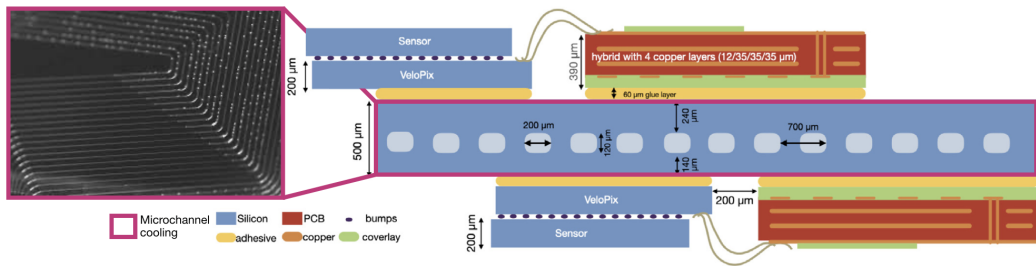 Sensor
200 μm
VeloPix
390 μm
hybrid with 4 copper layers (12/35/35/35 μm)
60 μm glue layer
500 μm
200 μm
120 μm
240 μm
140 μm
700 μm
VeloPix
200 μm
Sensor
200 μm
Microchannel
cooling
Silicon
PCB
bumps
adhesive
copper
coverlay